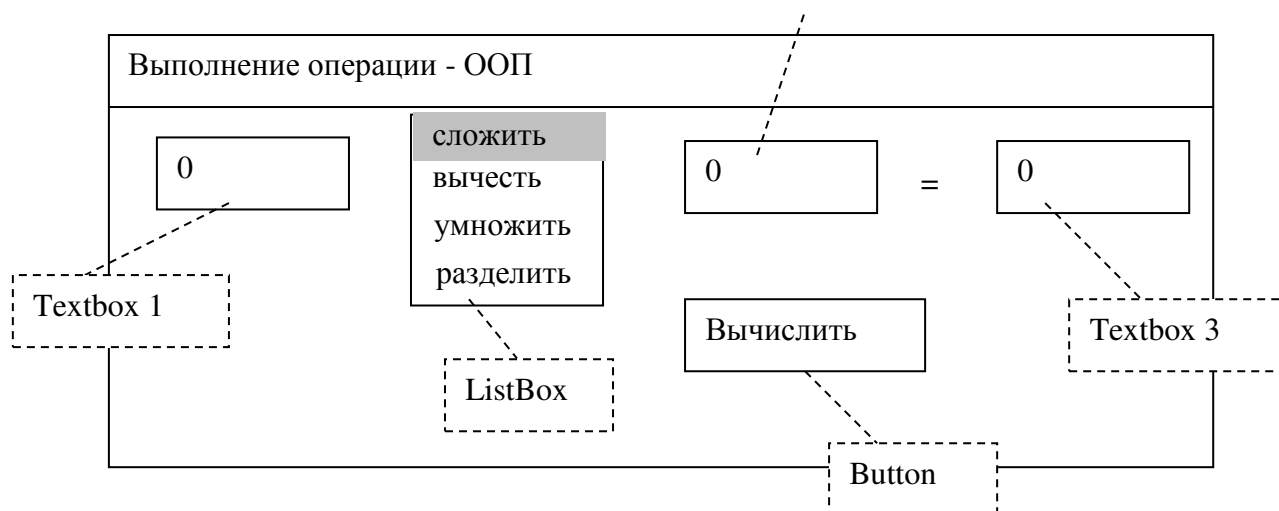 Выполнение операции - ООП
0
сложить
вычесть
умножить
разделить
0
=
0
Textbox 1
ListBox
Вычислить
Textbox 3
Button